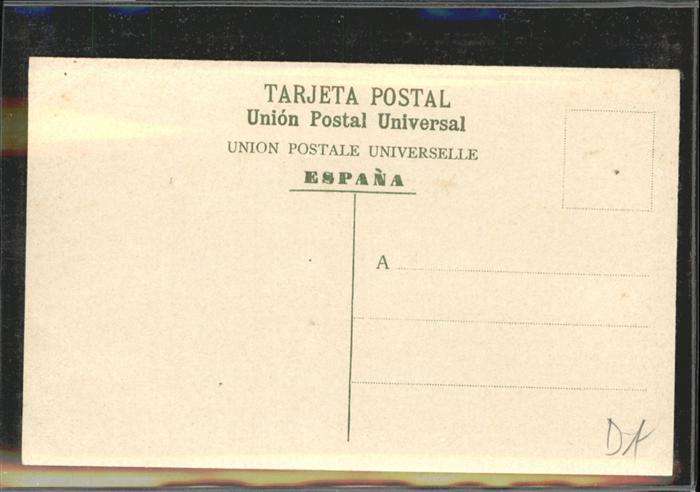 TARJETA POSTAL
Unión Postal Universal
UNION POSTALE UNIVERSELLE
ESPAÑA
A